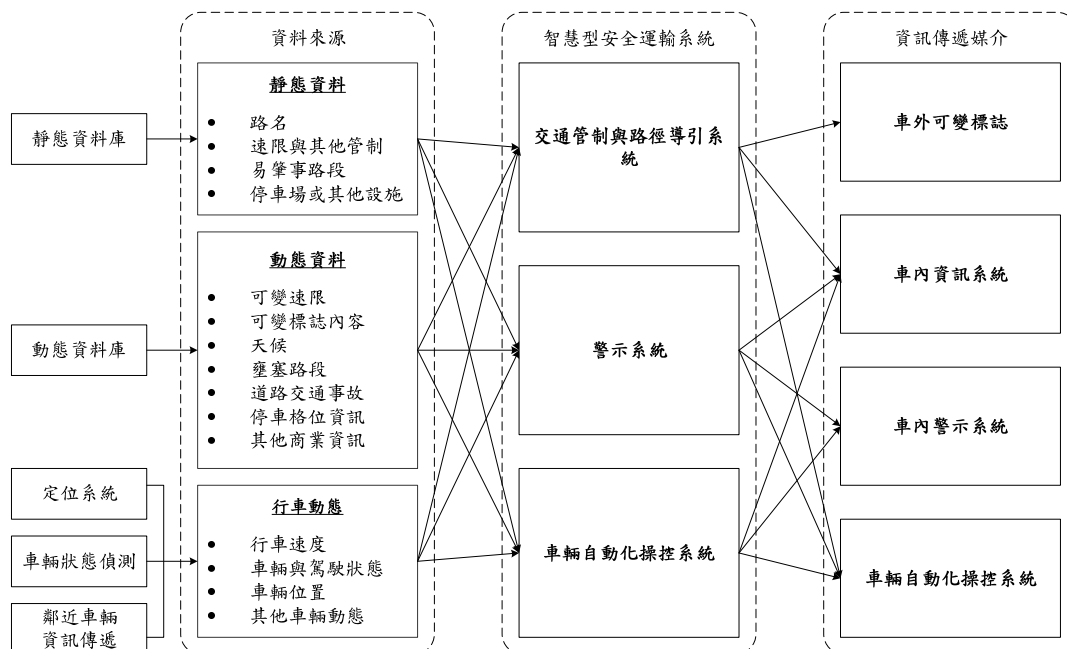 資料來源
智慧型安全運輸系統
資訊傳遞媒介
靜態資料庫
動態資料庫
定位系統
車輛狀態偵測
鄰近車輛
資訊傳遞
靜態資料
● 路名
● 速限與其他管制
● 易肇事路段
● 停車場或其他設施
動態資料
● 可變速限
● 可變標誌內容
● 天候
● 壅塞路段
● 道路交通事故
● 停車格位資訊
● 其他商業資訊
行車動態
● 行車速度
● 車輛與駕駛狀態
● 車輛位置
● 其他車輛動態
交通管制與路徑導引系
統
警示系統
車輛自動化操控系統
車外可變標誌
車內資訊系統
車內警示系統
車輛自動化操控系統